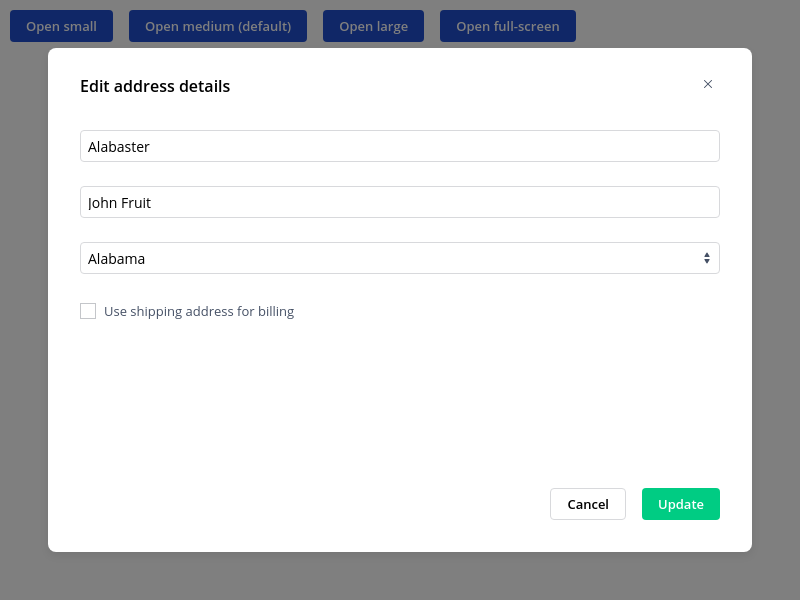 Open small Open medium (default) Open large Open full-screen
Edit address details
Alabaster
John Fruit
Alabama
Use shipping address for billing
Cancel Update